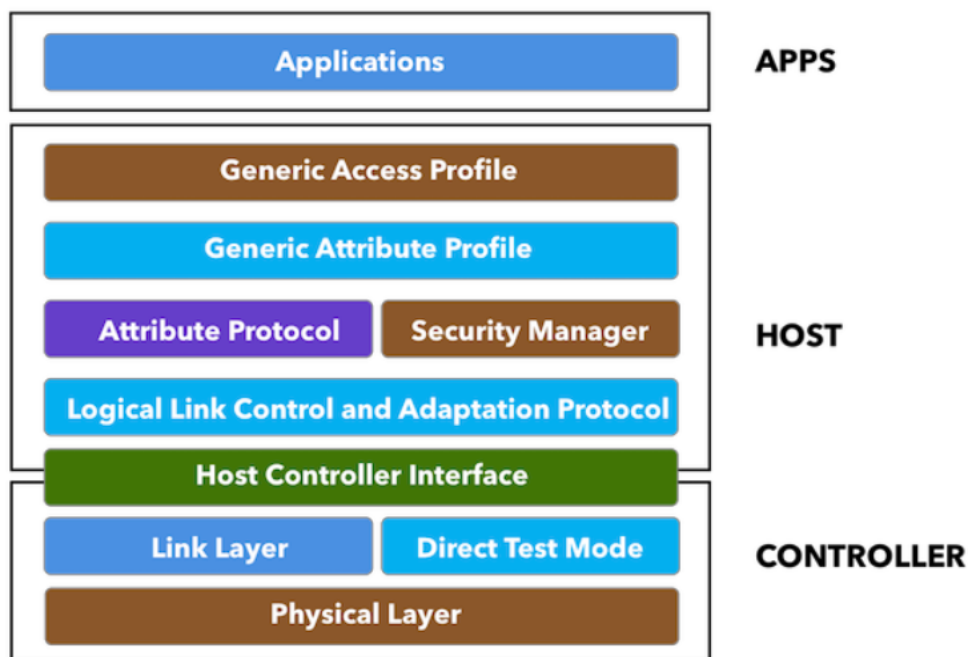 Applications
APPS
Generic Access Profile
Generic Attribute Profile
Attribute Protocol
Security Manager
HOST
Logical Link Control and Adaptation Protocol
Host Controller Interface
Link Layer
Direct Test Mode
CONTROLLER
Physical Layer